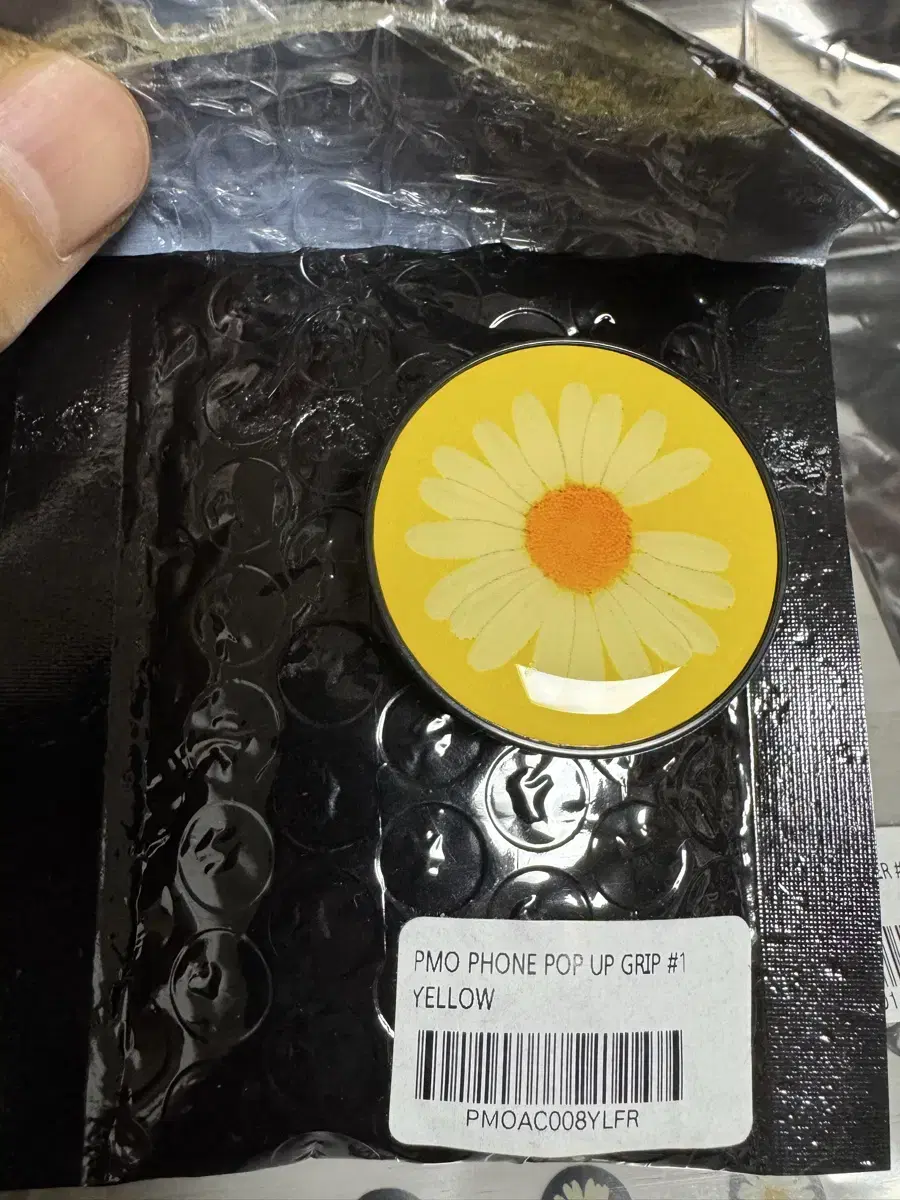 PMO PHONE POP UP GRIP #1
YELLOW
PMOAC008YLFR